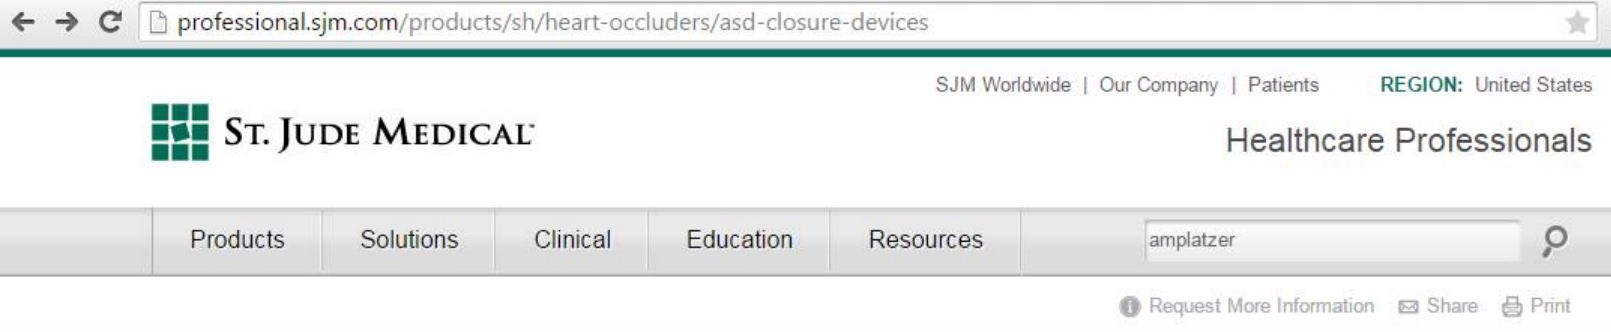 professional.sjm.com/products/sh/heart-occluders/asd-closure-devices
SJM Worldwide | Our Company | Patients REGION: United States
ST. JUDE MEDICAL™
Healthcare Professionals
Products Solutions Clinical Education Resources amplatzer
Request More Information Share Print